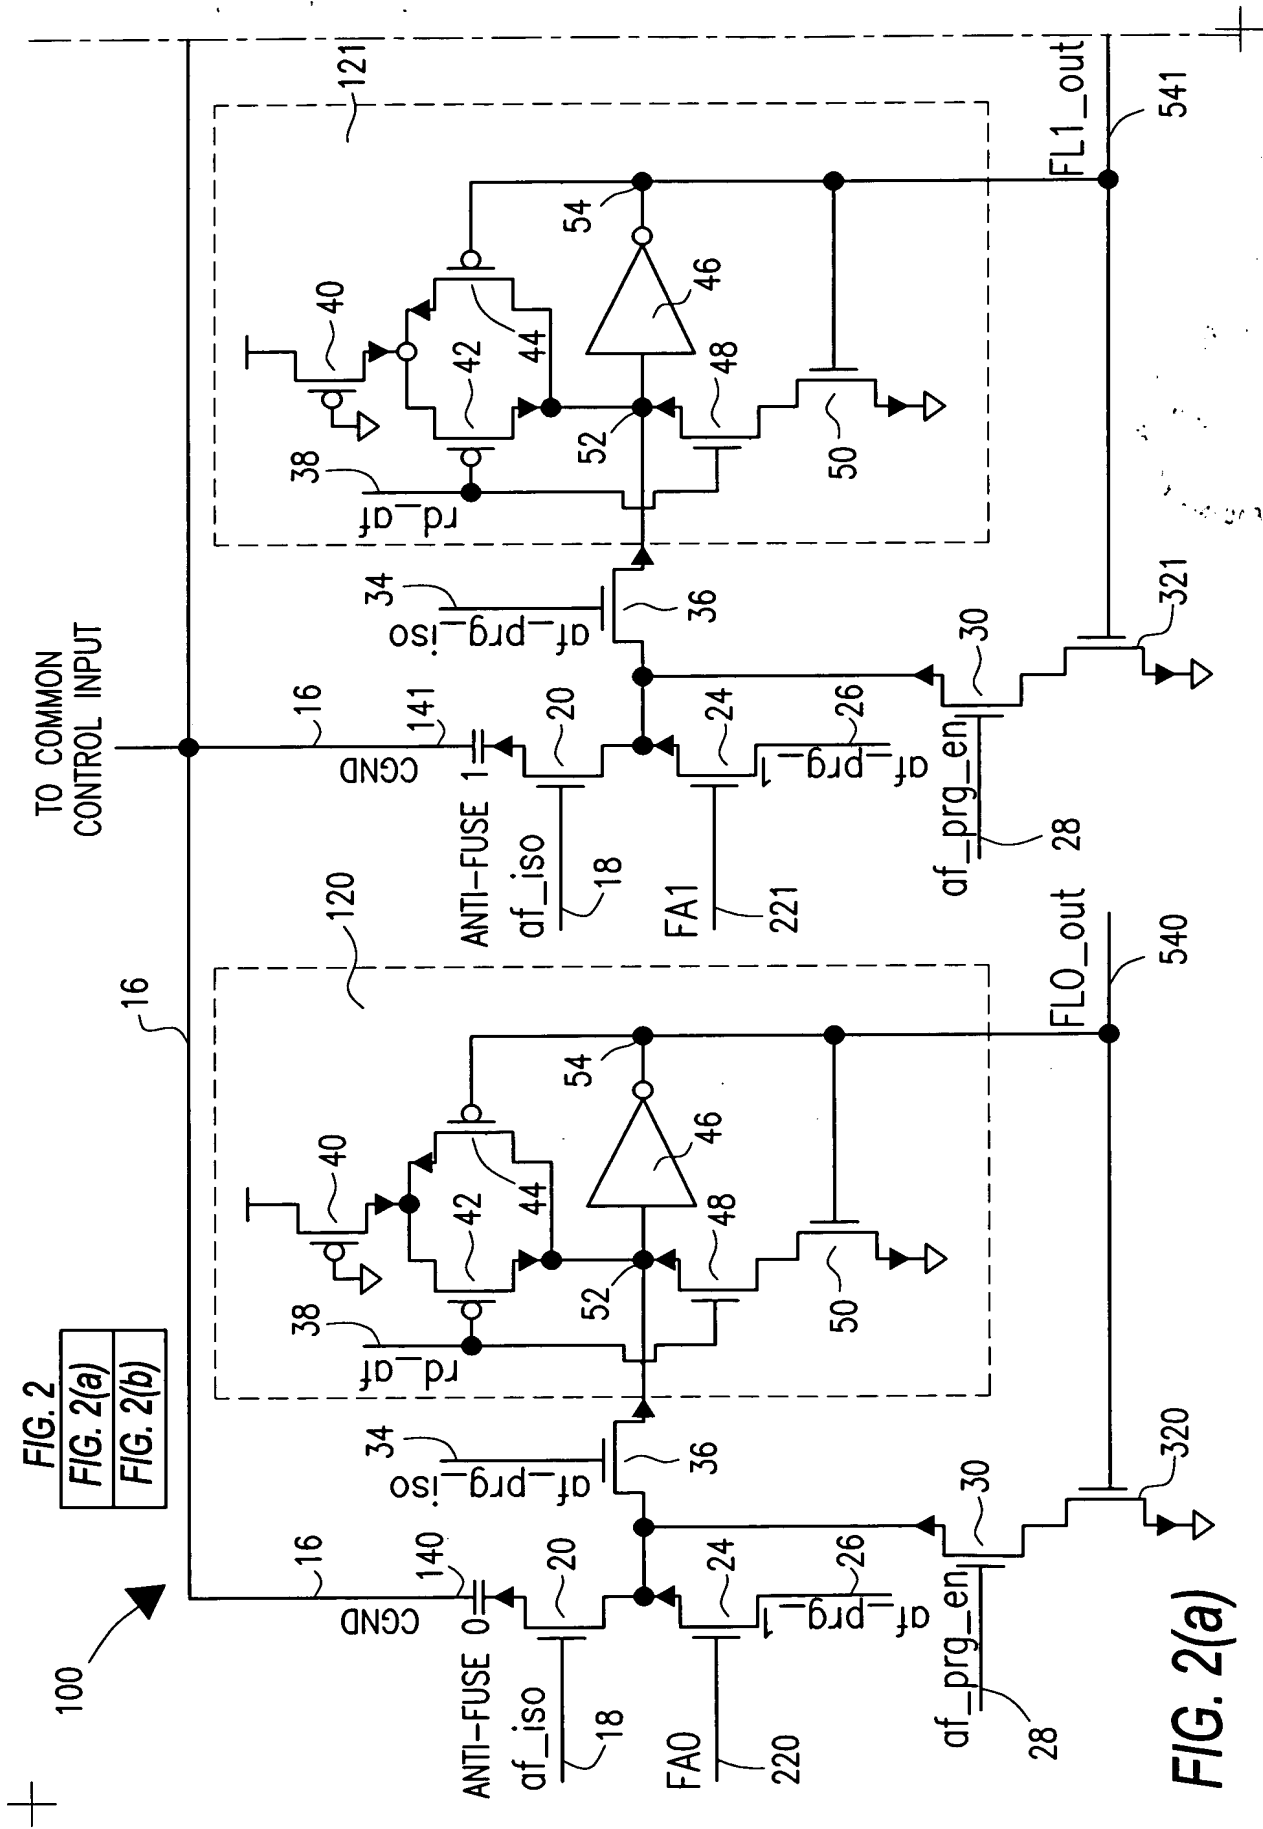 FIG. 2
FIG. 2(a)
FIG. 2(b)
100
16
TO COMMON
CONTROL INPUT
16
CGND
140
ANTI-FUSE 0
af_iso
18
20
FA0
220
24
af_prg_1
26
af_prg_en
28
30
320
34
af_prg_iso
36
38
rd_af
40
42
44
120
52
54
46
48
50
FL0_out
540
16
CGND
141
ANTI-FUSE 1
af_iso
18
20
FA1
221
24
af_prg_1
26
af_prg_en
28
30
321
34
af_prg_iso
36
38
rd_af
40
42
44
121
52
54
46
48
50
FL1_out
541
FIG. 2(a)